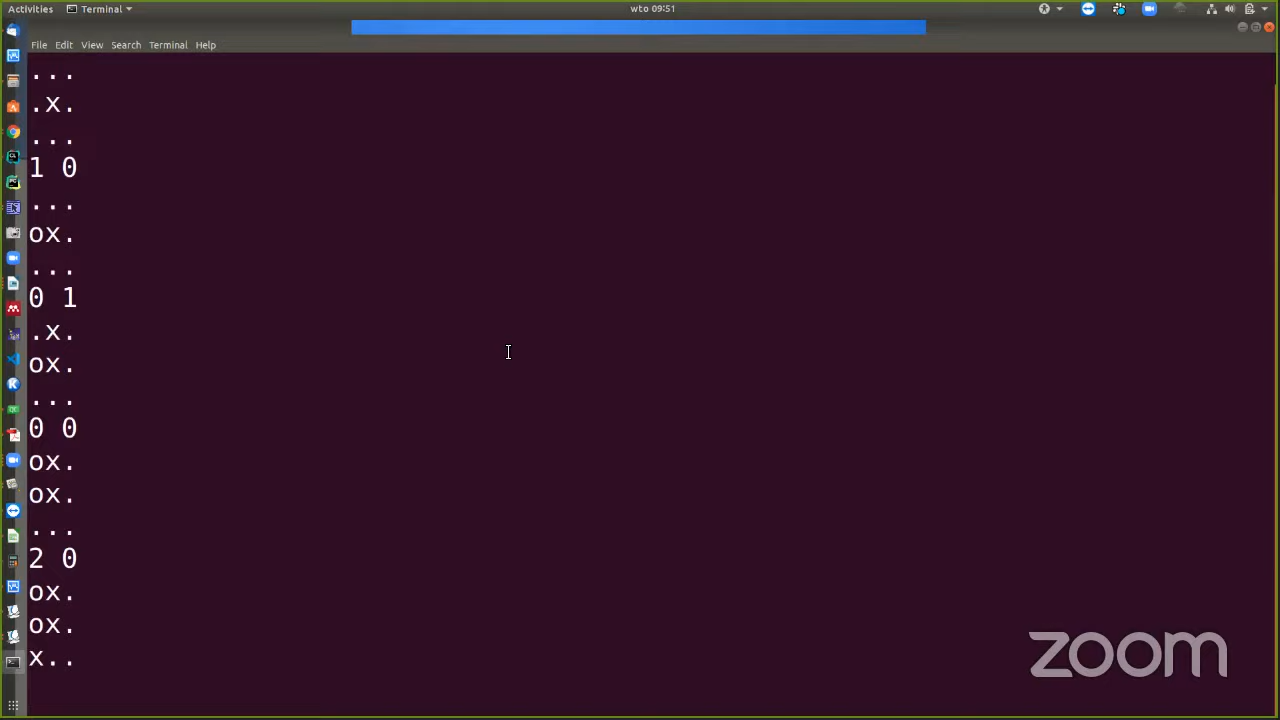 Activities Terminal wto 09:51
File Edit View Search Terminal Help
...
.x.
...
1 0
...
ox.
...
0 1
.x.
ox.
...
0 0
ox.
ox.
...
2 0
ox.
ox.
x..
zoom